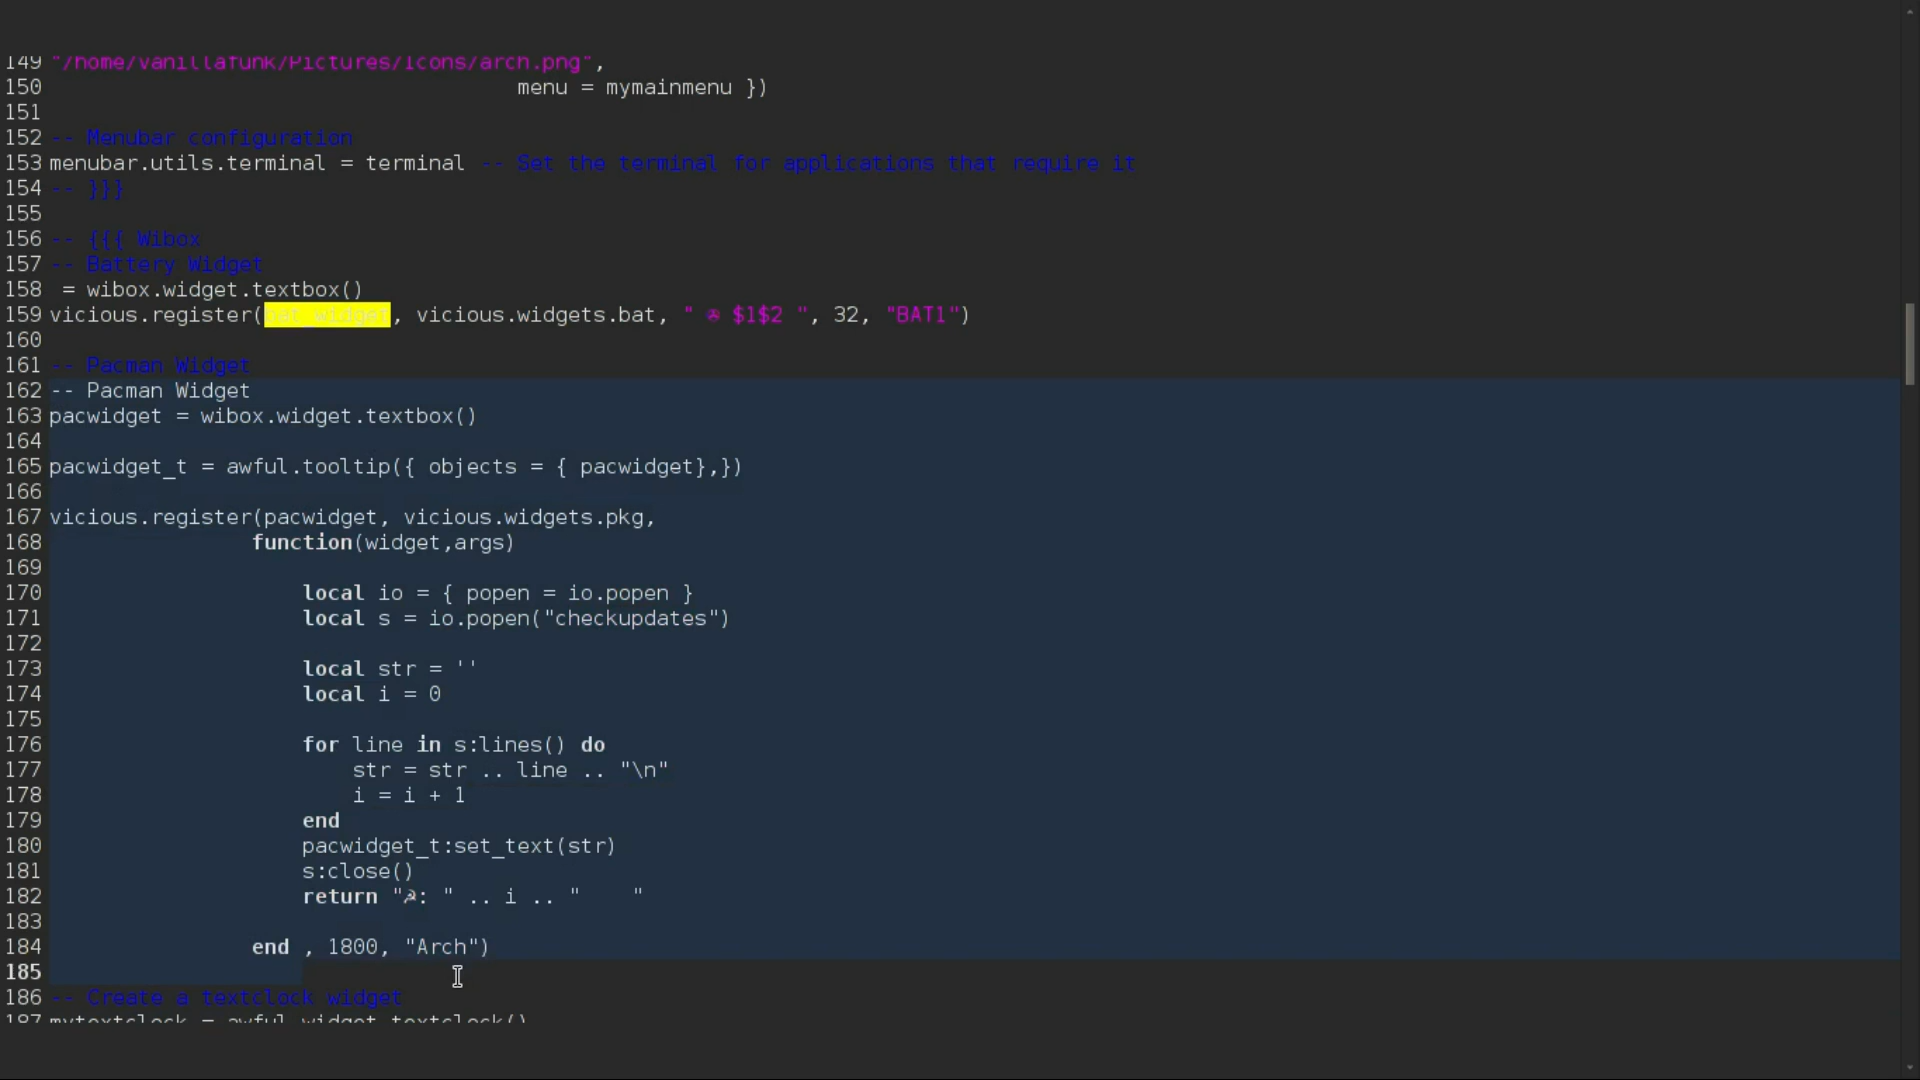 149 "/home/vanillafunk/Pictures/Icons/arch.png",
150                                      menu = mymainmenu })
151
152 -- Menubar configuration
153 menubar.utils.terminal = terminal -- Set the terminal for applications that require it
154 -- }}}
155
156 -- {{{ Wibox
157 -- Battery Widget
158  = wibox.widget.textbox()
159 vicious.register(bat_widget, vicious.widgets.bat, " ✇ $1$2 ", 32, "BAT1")
160
161 -- Pacman Widget
162 -- Pacman Widget
163 pacwidget = wibox.widget.textbox()
164
165 pacwidget_t = awful.tooltip({ objects = { pacwidget},})
166
167 vicious.register(pacwidget, vicious.widgets.pkg,
168                 function(widget,args)
169
170                     local io = { popen = io.popen }
171                     local s = io.popen("checkupdates")
172
173                     local str = ''
174                     local i = 0
175
176                     for line in s:lines() do
177                         str = str .. line .. "\n"
178                         i = i + 1
179                     end
180                     pacwidget_t:set_text(str)
181                     s:close()
182                     return "☭: " .. i .. "    "
183
184                 end , 1800, "Arch")
185
186 -- Create a textclock widget
187 mytextclock = awful.widget.textclock()